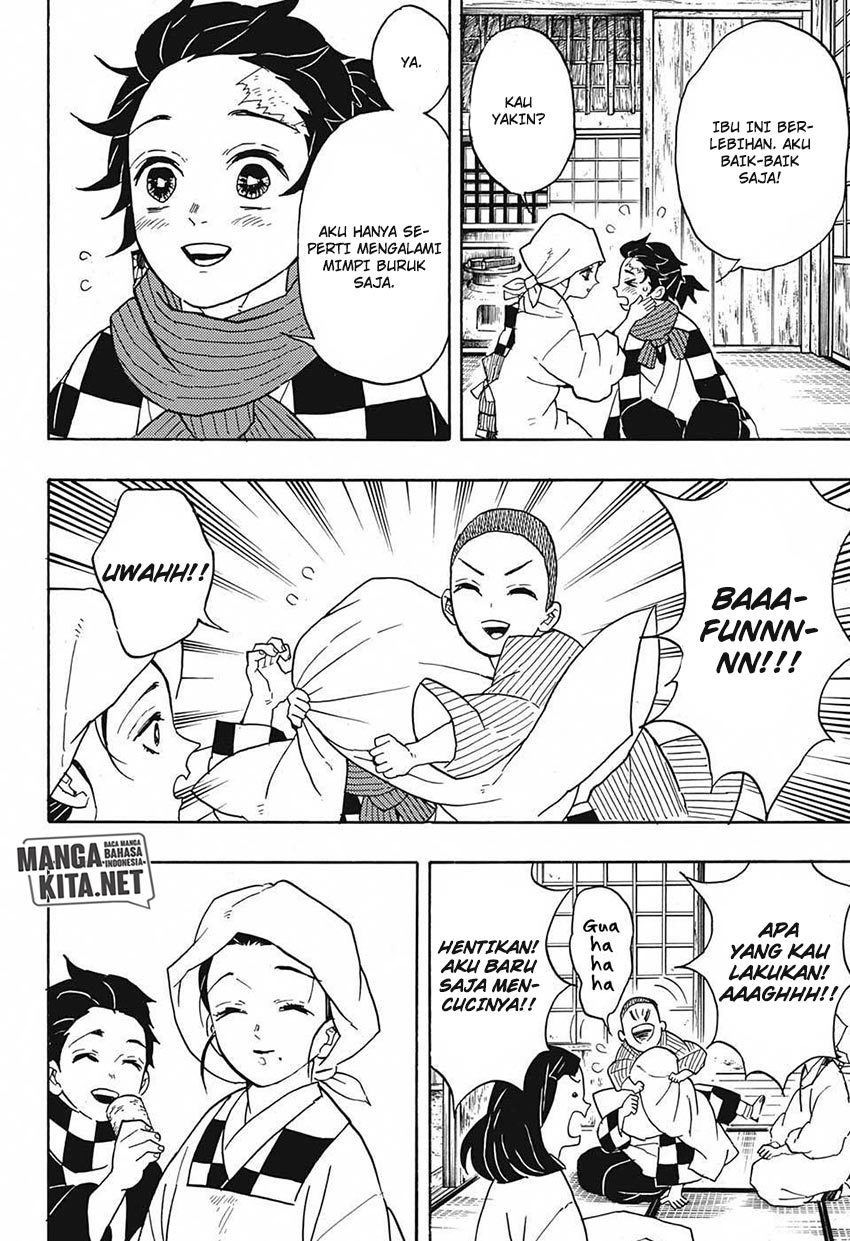 IBU INI BER-
LEBIHAN. AKU
BAIK-BAIK
SAJA!
KAU
YAKIN?
YA.
AKU HANYA SE-
PERTI MENGALAMI
MIMPI BURUK
SAJA.
BAAA-
FUNNN-
NN!!!
UWAHH!!
APA
YANG KAU
LAKUKAN!
AAAGHHH!!
Gua
ha
ha
ha
HENTIKAN!
AKU BARU
SAJA MEN-
CUCINYA!!
MANGA
BACA MANGA
BAHASA
INDONESIA
KITA.NET